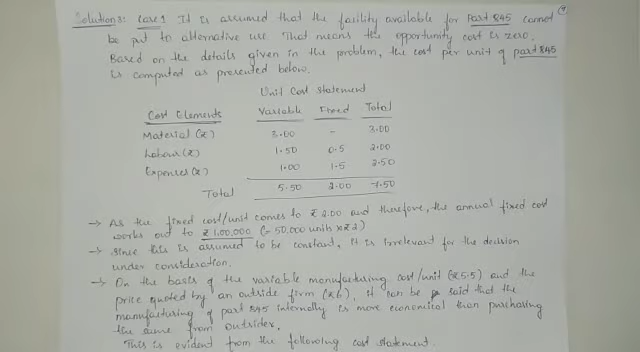 9
Solution 3: Case 1 It is assumed that the facility available for Part 845 cannot
be put to alternative use. That means the opportunity cost is zero.
Based on the details given in the problem, the cost per unit of part 845
is computed as presented below.
Unit Cost Statement
Cost Elements Variable Fixed Total
Material (₹) 3.00 - 3.00
Labour (₹) 1.50 0.5 2.00
Expenses (₹) 1.00 1.5 2.50
Total 5.50 2.00 7.50
→ As the fixed cost/unit comes to ₹ 2.00 and therefore, the annual fixed cost
works out to ₹ 1,00,000 (= 50,000 units × ₹ 2)
→ Since this is assumed to be constant, it is irrelevant for the decision
under consideration.
→ On the basis of the variable manufacturing cost/unit (₹5.5) and the
price quoted by an outside firm (₹6), it can be said that the
manufacturing of part 845 internally is more economical than purchasing
the same from outsiders.
This is evident from the following cost statement.